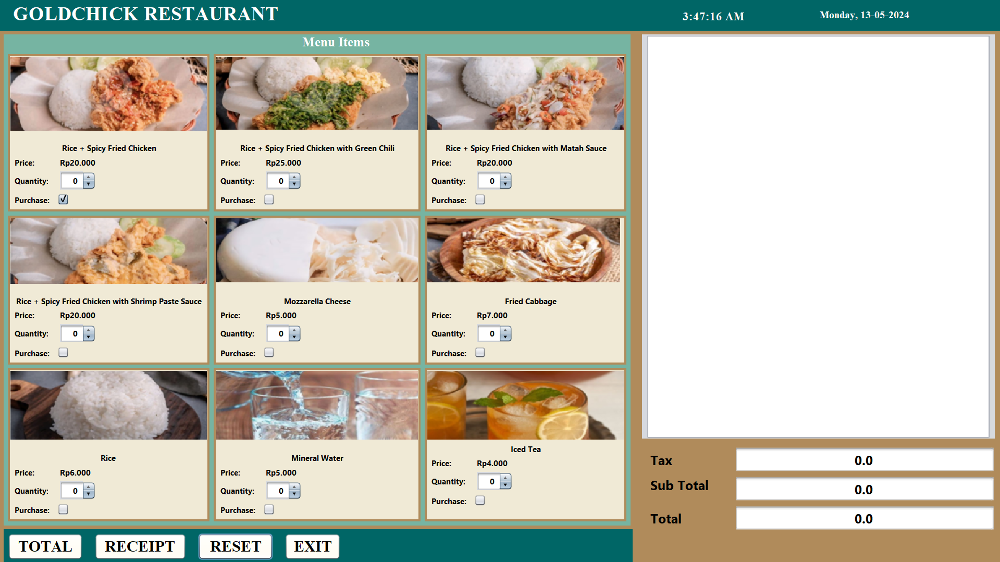 GOLDCHICK RESTAURANT
3:47:16 AM
Monday, 13-05-2024
Menu Items
Rice + Spicy Fried Chicken
Price: Rp20.000
Quantity: 0
Purchase:
Rice + Spicy Fried Chicken with Green Chili
Price: Rp25.000
Quantity: 0
Purchase:
Rice + Spicy Fried Chicken with Matah Sauce
Price: Rp20.000
Quantity: 0
Purchase:
Rice + Spicy Fried Chicken with Shrimp Paste Sauce
Price: Rp20.000
Quantity: 0
Purchase:
Mozzarella Cheese
Price: Rp5.000
Quantity: 0
Purchase:
Fried Cabbage
Price: Rp7.000
Quantity: 0
Purchase:
Rice
Price: Rp6.000
Quantity: 0
Purchase:
Mineral Water
Price: Rp5.000
Quantity: 0
Purchase:
Iced Tea
Price: Rp4.000
Quantity: 0
Purchase:
Tax 0.0
Sub Total 0.0
Total 0.0
TOTAL
RECEIPT
RESET
EXIT